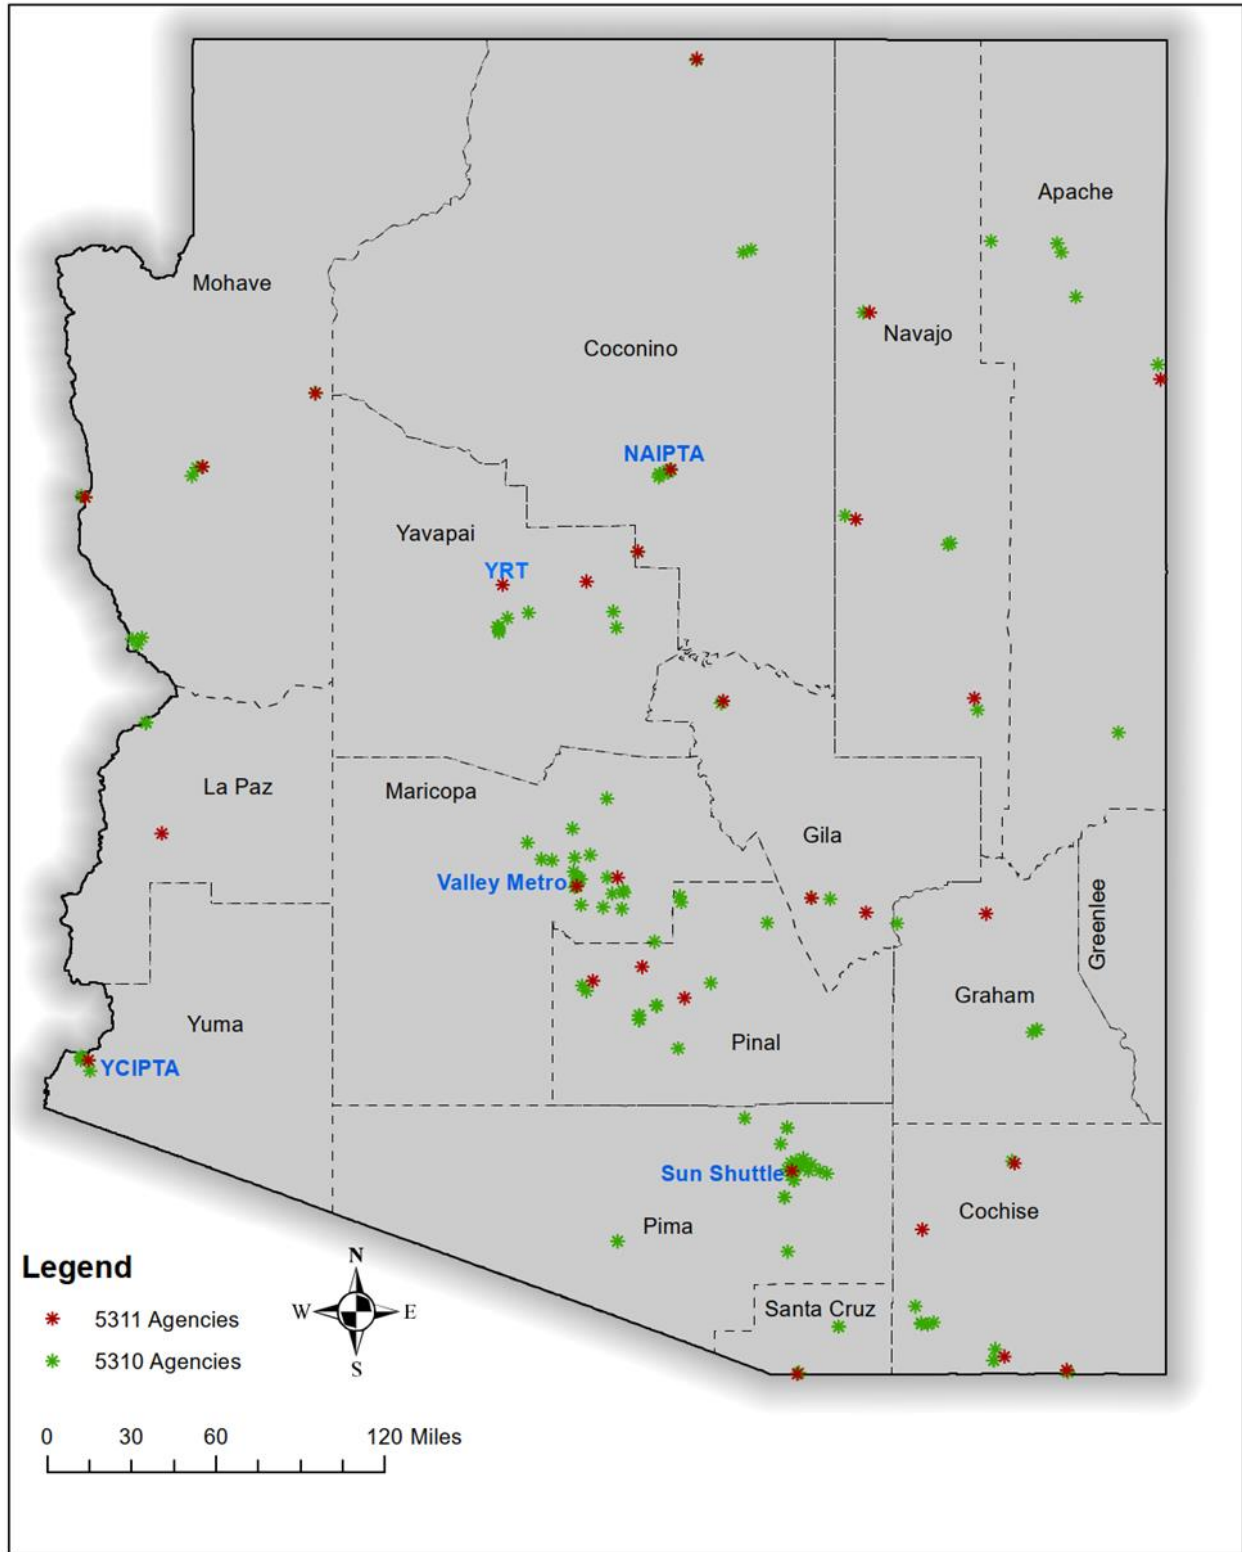 Apache
Mohave
Navajo
Coconino
NAIPTA
Yavapai
YRT
La Paz
Maricopa
Gila
Valley Metro
Greenlee
Graham
Yuma
Pinal
YCIPTA
Sun Shuttle
Cochise
Pima
Santa Cruz
Legend
5311 Agencies
5310 Agencies
N
W E
S
0 30 60 120 Miles